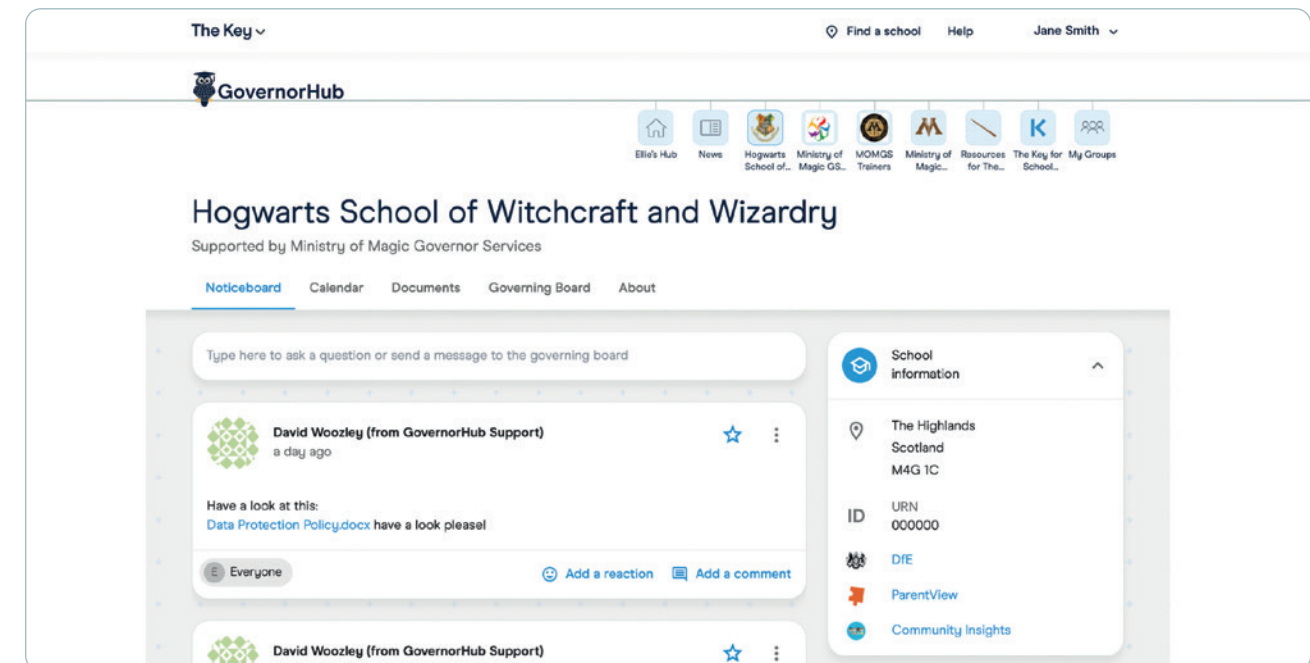 The Key
Find a school
Help
Jane Smith
GovernorHub
Ellio's Hub
News
Hogwarts
School of...
Ministry of
Magic GS...
MOMGS
Trainers
Ministry of
Magic...
Resources
for The...
The Key for
School...
My Groups
Hogwarts School of Witchcraft and Wizardry
Supported by Ministry of Magic Governor Services
Noticeboard
Calendar
Documents
Governing Board
About
Type here to ask a question or send a message to the governing board
David Woozley (from GovernorHub Support)
a day ago
Have a look at this:
Data Protection Policy.docx have a look please!
E Everyone
Add a reaction
Add a comment
David Woozley (from GovernorHub Support)
School
information
The Highlands
Scotland
M4G 1C
ID
URN
000000
DfE
ParentView
Community Insights